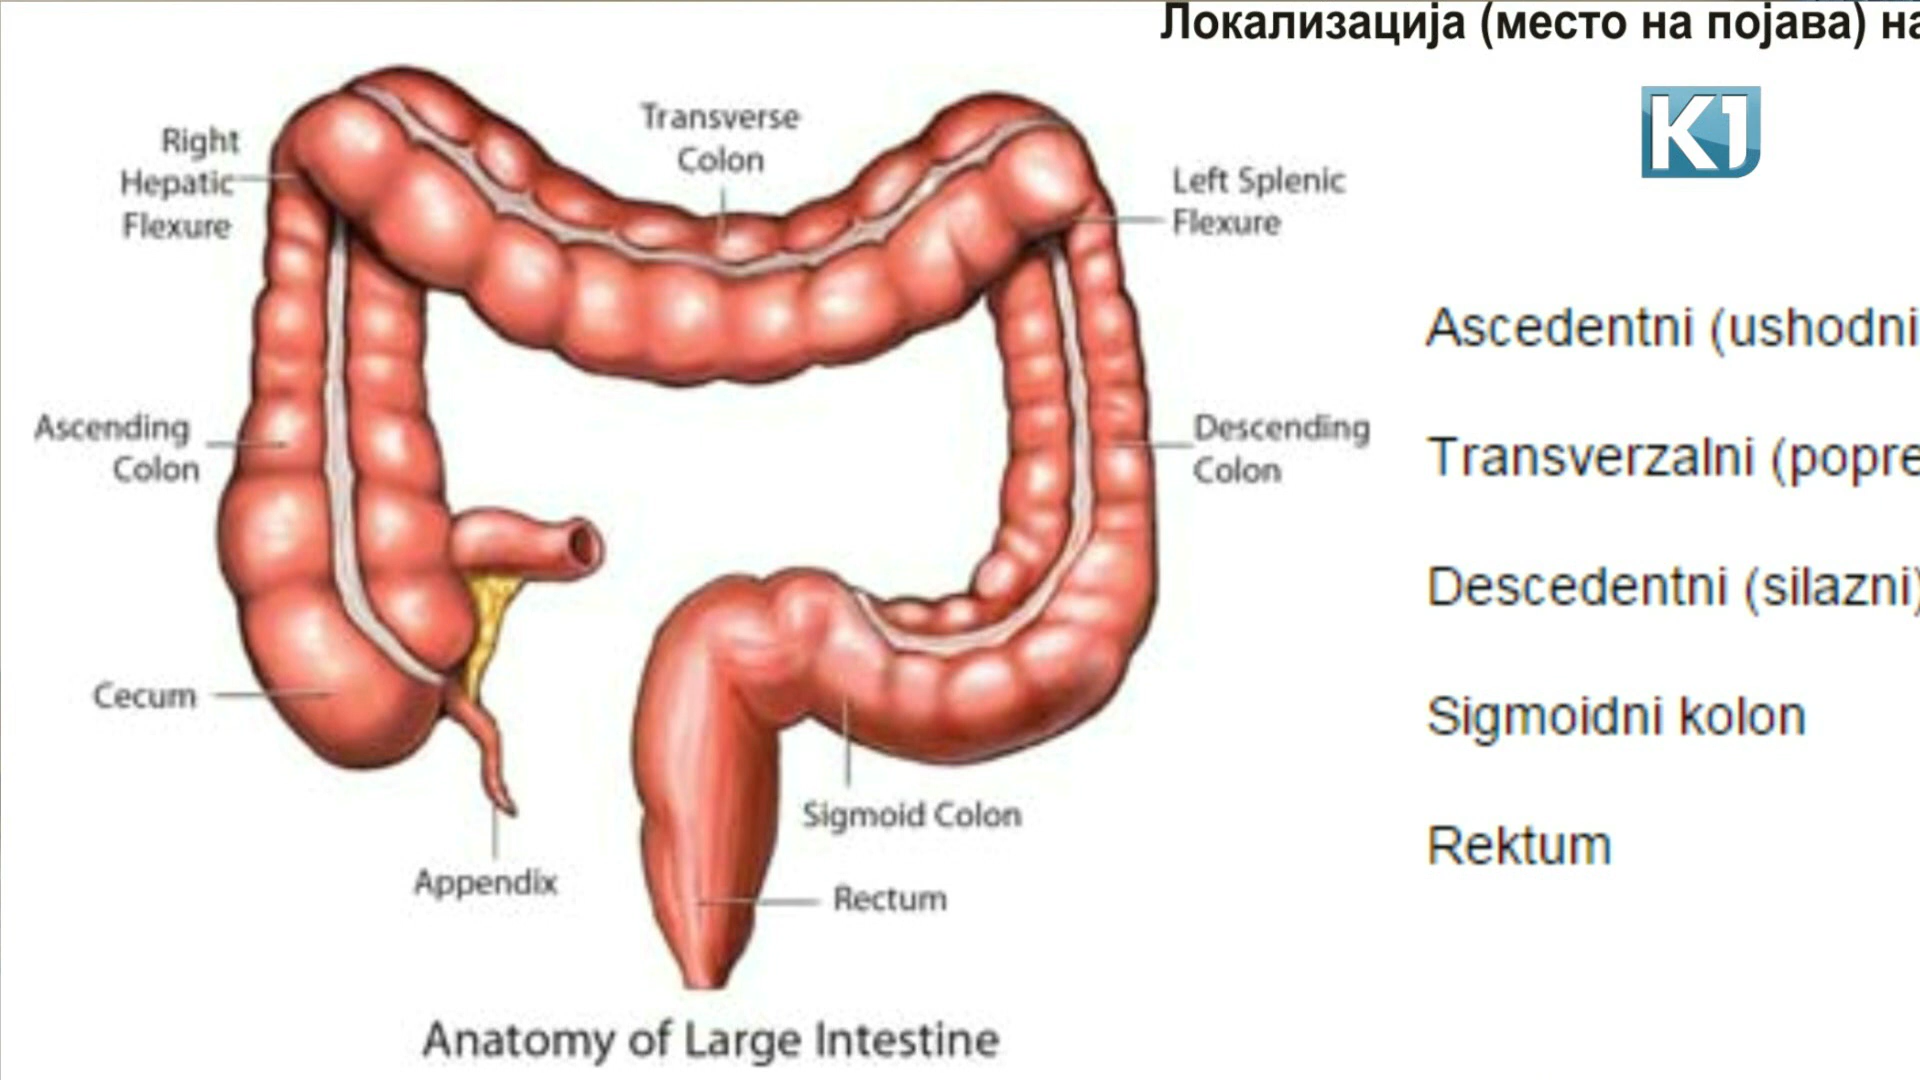 Локализација (место на појава) на
K1
Right
Hepatic
Flexure
Transverse
Colon
Left Splenic
Flexure
Ascending
Colon
Descending
Colon
Cecum
Appendix
Sigmoid Colon
Rectum
Anatomy of Large Intestine
Ascedentni (ushodni
Transverzalni (popre
Descedentni (silazni)
Sigmoidni kolon
Rektum